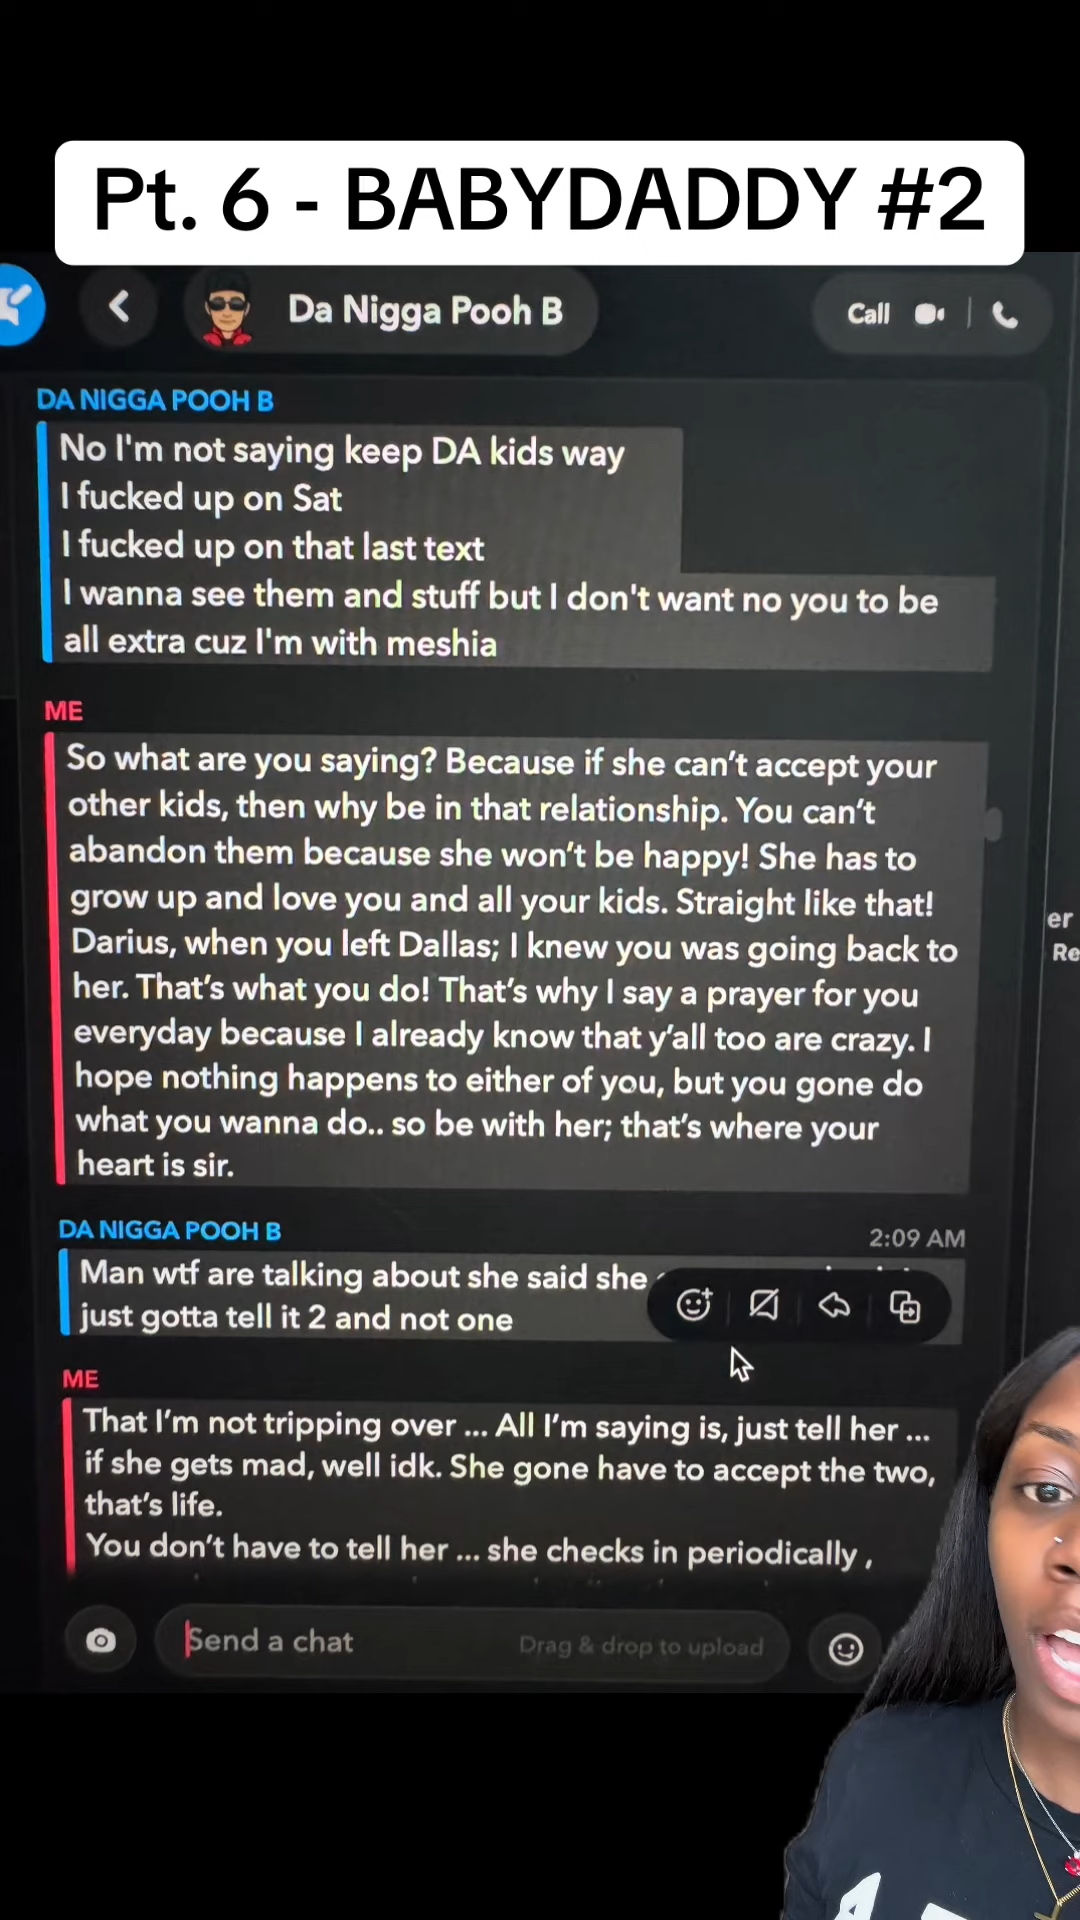 Pt. 6 - BABYDADDY #2
Da Nigga Pooh B
Call
DA NIGGA POOH B
No I'm not saying keep DA kids way
I fucked up on Sat
I fucked up on that last text
I wanna see them and stuff but I don't want no you to be
all extra cuz I'm with meshia
ME
So what are you saying? Because if she can't accept your
other kids, then why be in that relationship. You can't
abandon them because she won't be happy! She has to
grow up and love you and all your kids. Straight like that!
Darius, when you left Dallas; I knew you was going back to
her. That's what you do! That's why I say a prayer for you
everyday because I already know that y'all too are crazy. I
hope nothing happens to either of you, but you gone do
what you wanna do.. so be with her; that's where your
heart is sir.
er
Re
DA NIGGA POOH B
2:09 AM
Man wtf are talking about she said she
just gotta tell it 2 and not one
ME
That I'm not tripping over ... All I'm saying is, just tell her ...
if she gets mad, well idk. She gone have to accept the two,
that's life.
You don't have to tell her ... she checks in periodically ,
Send a chat
Drag & drop to upload